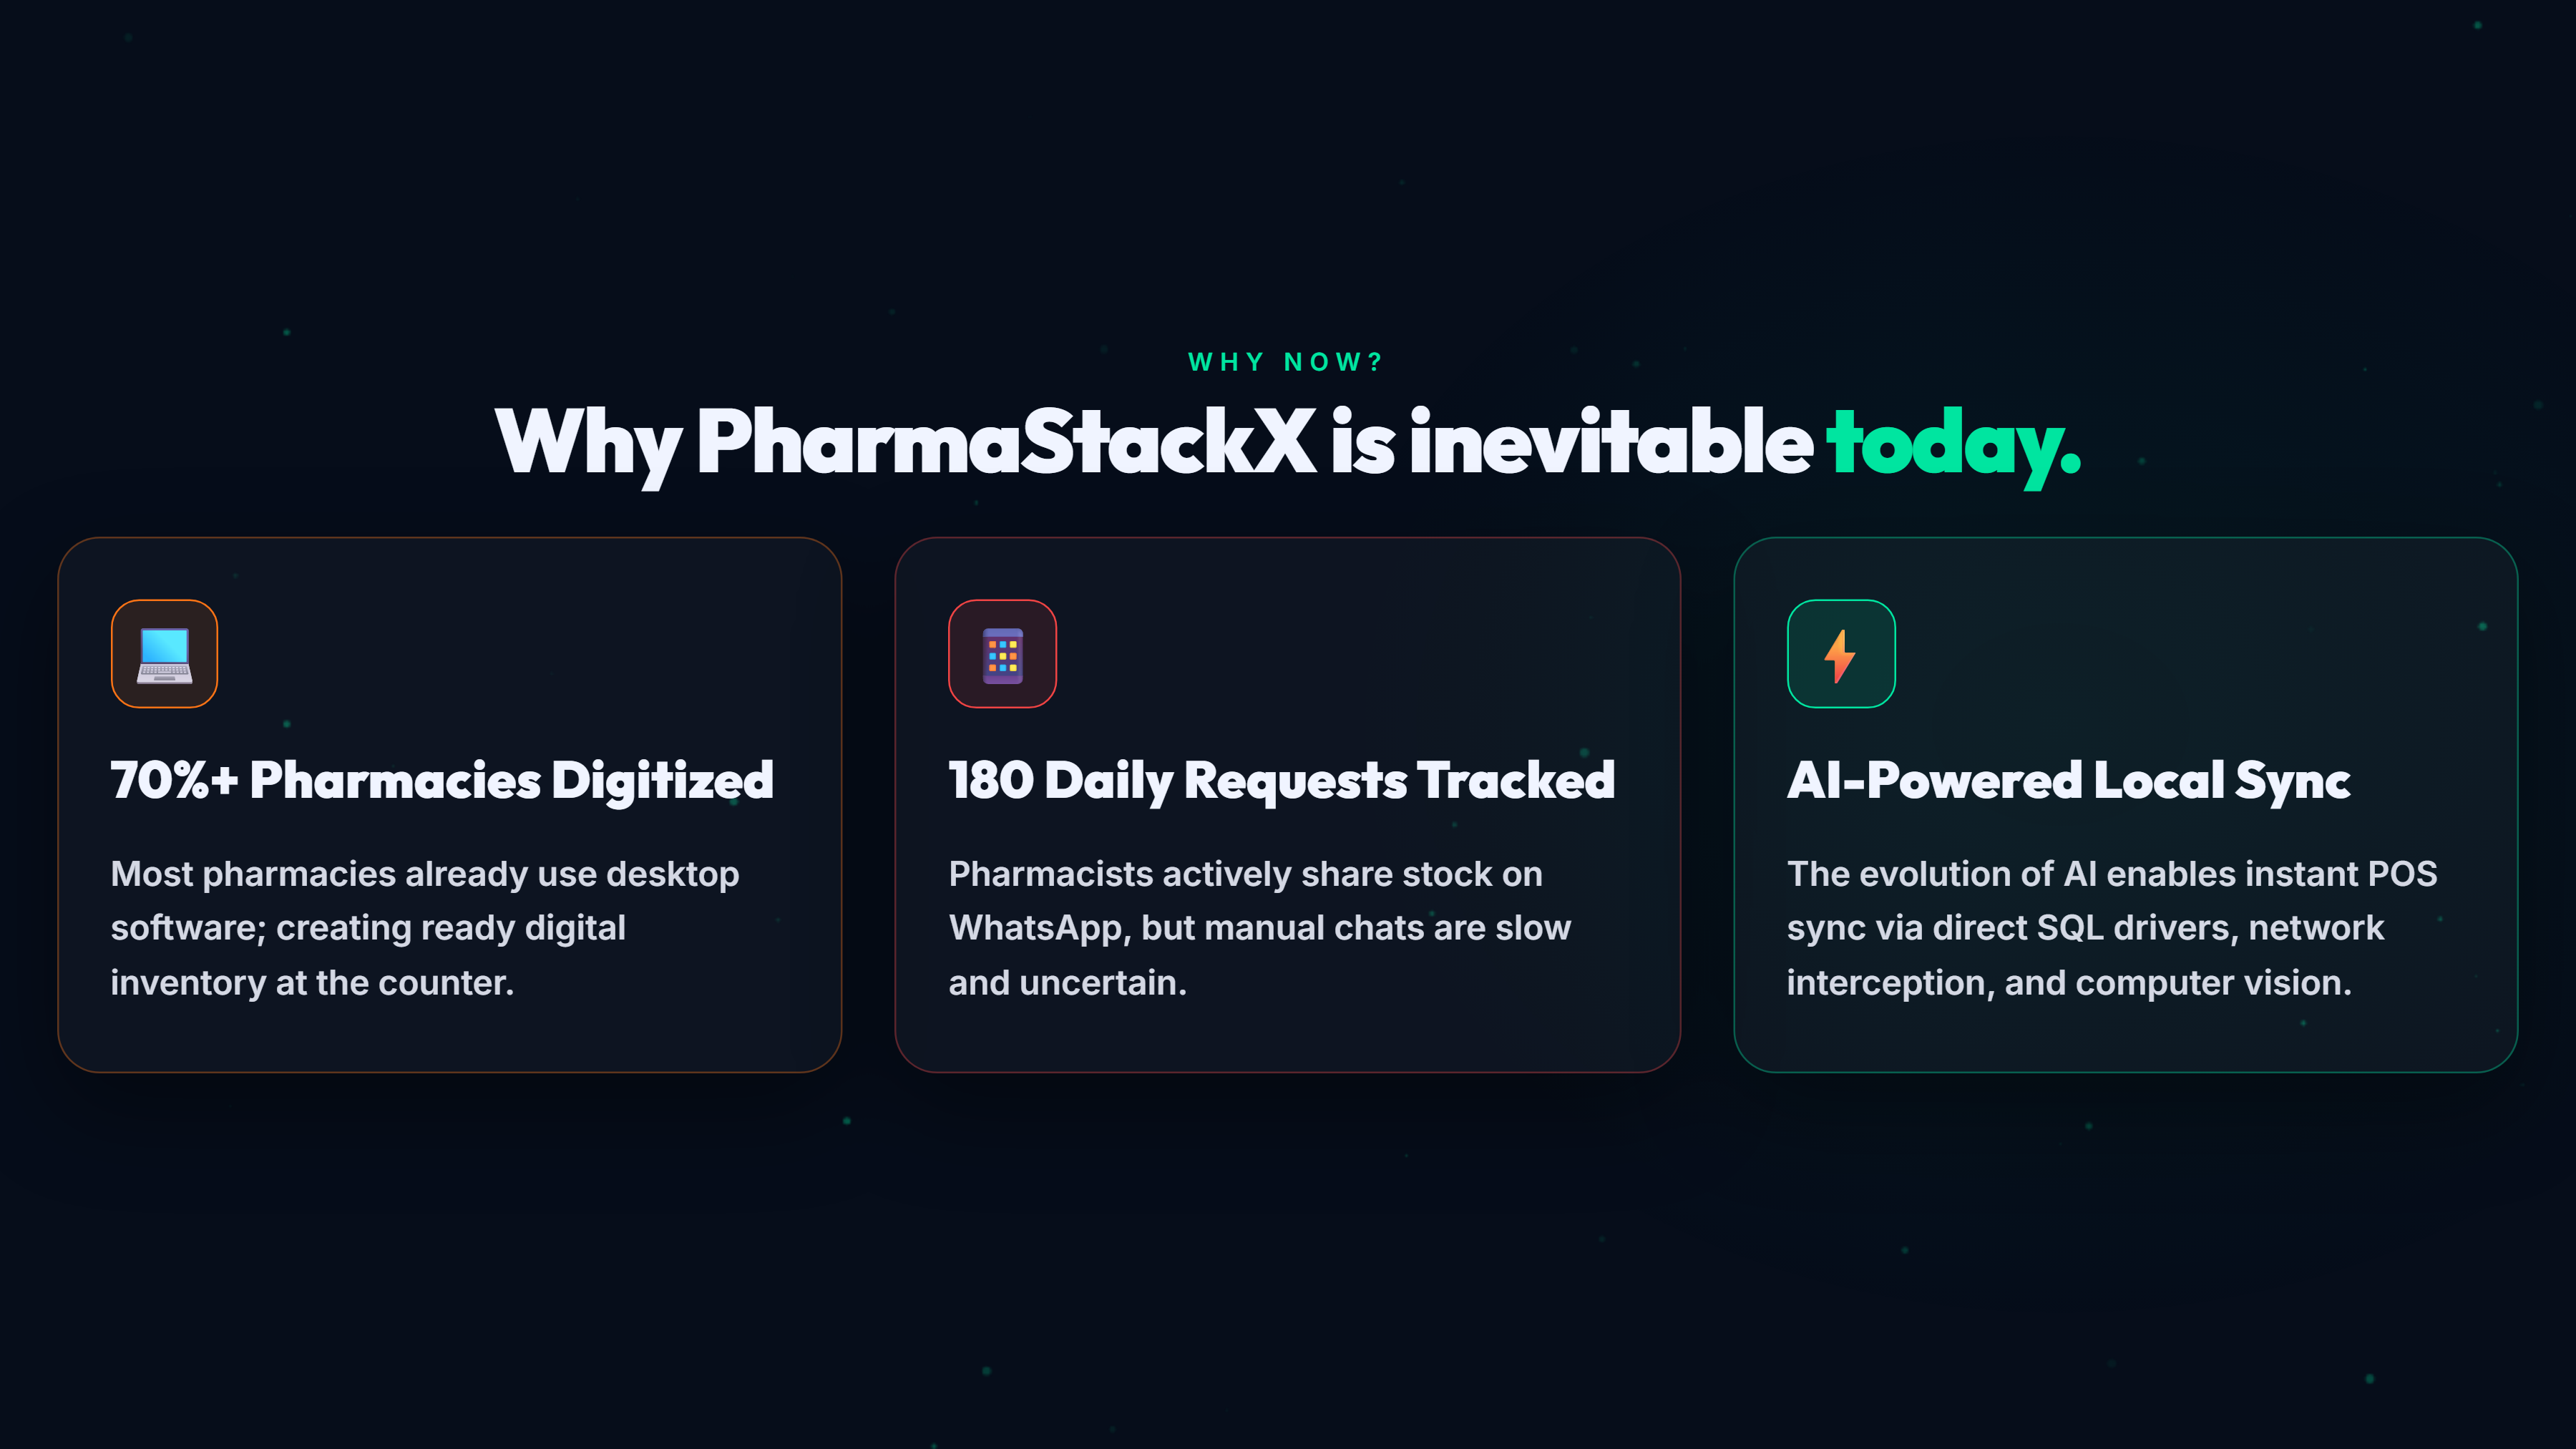 WHY NOW?
Why PharmaStackX is inevitable today.
70%+ Pharmacies Digitized
Most pharmacies already use desktop
software; creating ready digital
inventory at the counter.
180 Daily Requests Tracked
Pharmacists actively share stock on
WhatsApp, but manual chats are slow
and uncertain.
AI-Powered Local Sync
The evolution of AI enables instant POS
sync via direct SQL drivers, network
interception, and computer vision.